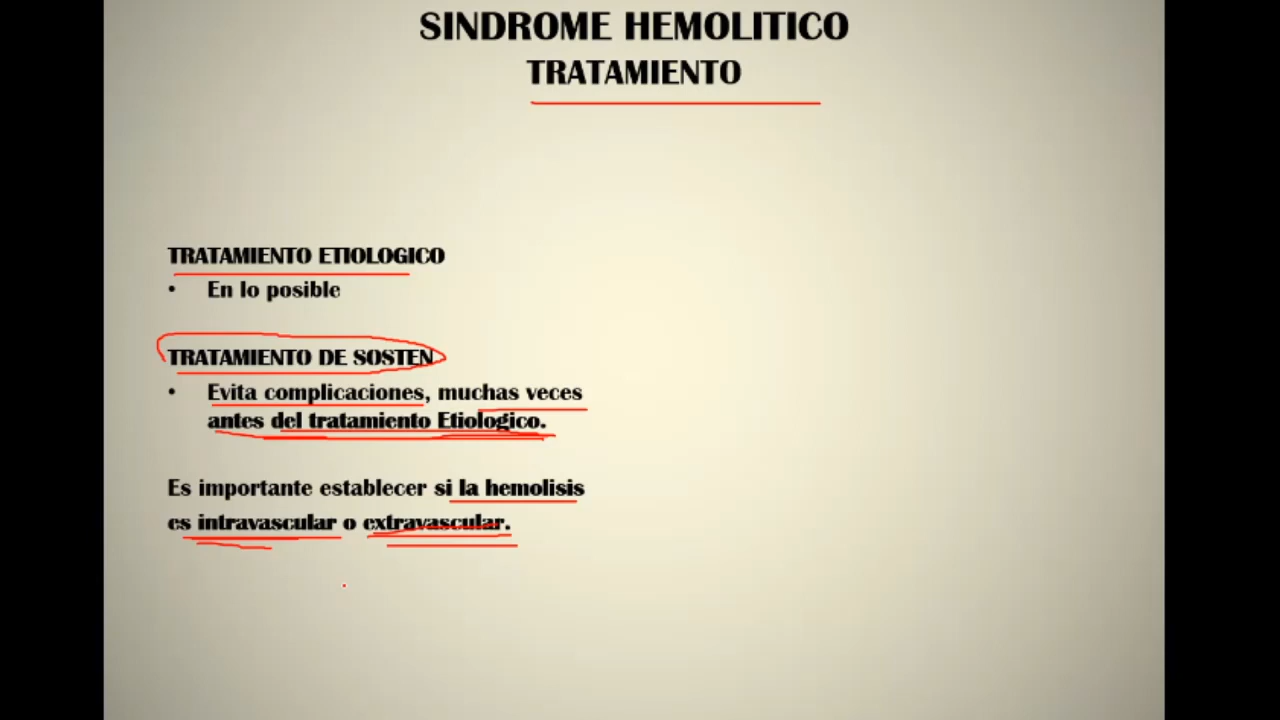 SINDROME HEMOLITICO
TRATAMIENTO
TRATAMIENTO ETIOLOGICO
• En lo posible
TRATAMIENTO DE SOSTEN
• Evita complicaciones, muchas veces
antes del tratamiento Etiologico.
Es importante establecer si la hemolisis
es intravascular o extravascular.